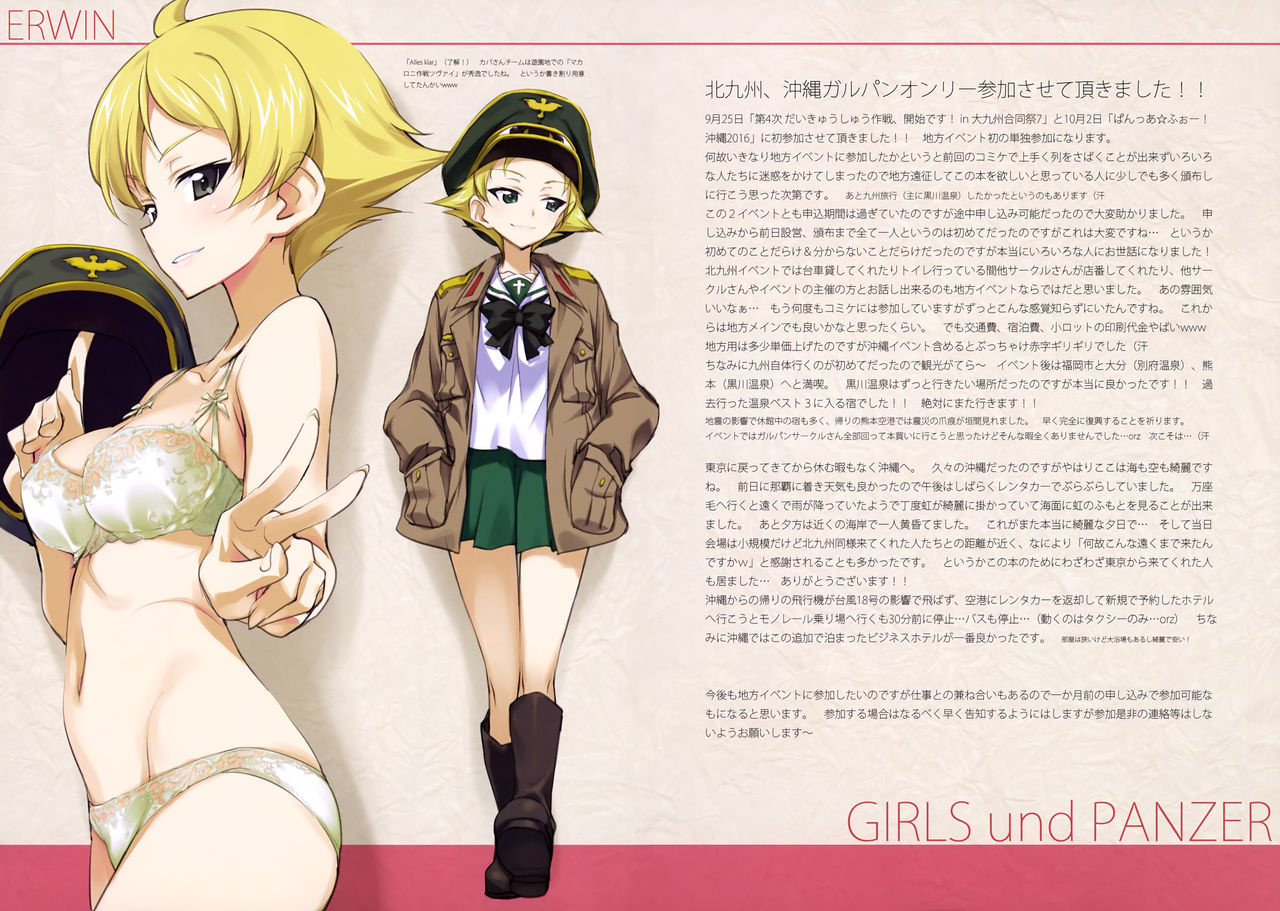 ERWIN
「Alles klar」（了解！）　カバさんチームは遊園地での「マカ
ロニ作戦ツヴァイ」が秀逸でしたね。　というか書き割り用意
してたんかいwww
北九州、沖縄ガルパンオンリー参加させて頂きました！！
9月25日「第4次 だいきゅうしゅう作戦、開始です！ in 大九州合同祭7」と10月2日「ぱんっあ☆ふぉー！
沖縄2016」に初参加させて頂きました！！　地方イベント初の単独参加になります。
何故いきなり地方イベントに参加したかというと前回のコミケで上手く列をさばくことが出来ずいろいろ
な人たちに迷惑をかけてしまったので地方遠征してこの本を欲しいと思っている人に少しでも多く頒布し
に行こう思った次第です。　あと九州旅行（主に黒川温泉）したかったというのもあります（汗
この２イベントとも申込期間は過ぎていたのですが途中申し込み可能だったので大変助かりました。　申
し込みから前日設営、頒布まで全て一人というのは初めてだったのですがこれは大変ですね…　というか
初めてのことだらけ＆分からないことだらけだったのですが本当にいろいろな人にお世話になりました！
北九州イベントでは台車貸してくれたりトイレ行っている間他サークルさんが店番してくれたり、他サー
クルさんやイベントの主催の方とお話し出来るのも地方イベントならではだと思いました。　あの雰囲気
いいなぁ…　もう何度もコミケには参加していますがずっとこんな感覚知らずにいたんですね。　これか
らは地方メインでも良いかなと思ったくらい。　でも交通費、宿泊費、小ロットの印刷代金やばいwww
地方用は多少単価上げたのですが沖縄イベント含めるとぶっちゃけ赤字ギリギリでした（汗
ちなみに九州自体行くのが初めてだったので観光がてら～　イベント後は福岡市と大分（別府温泉）、熊
本（黒川温泉）へと満喫。　黒川温泉はずっと行きたい場所だったのですが本当に良かったです！！　過
去行った温泉ベスト３に入る宿でした！！　絶対にまた行きます！！
地震の影響で休館中の宿も多く、帰りの熊本空港では震災の爪痕が垣間見れました。　早く完全に復興することを祈ります。
イベントではガルパンサークルさん全部回って本買いに行こうと思ったけどそんな暇全くありませんでした…orz　次こそは…（汗
東京に戻ってきてから休む暇もなく沖縄へ。　久々の沖縄だったのですがやはりここは海も空も綺麗です
ね。　前日に那覇に着き天気も良かったので午後はしばらくレンタカーでぶらぶらしていました。　万座
毛へ行くと遠くで雨が降っていたようで丁度虹が綺麗に掛かっていて海面に虹のふもとを見ることが出来
ました。　あと夕方は近くの海岸で一人黄昏てました。　これがまた本当に綺麗な夕日で…　そして当日
会場は小規模だけど北九州同様来てくれた人たちとの距離が近く、なにより「何故こんな遠くまで来たん
ですかw」と感謝されることも多かったです。　というかこの本のためにわざわざ東京から来てくれた人
も居ました…　ありがとうございます！！
沖縄からの帰りの飛行機が台風18号の影響で飛ばず、空港にレンタカーを返却して新規で予約したホテル
へ行こうとモノレール乗り場へ行くも30分前に停止…バスも停止…（動くのはタクシーのみ…orz）　ちな
みに沖縄ではこの追加で泊まったビジネスホテルが一番良かったです。　部屋は狭いけど大浴場もあるし綺麗で安い！
今後も地方イベントに参加したいのですが仕事との兼ね合いもあるので一か月前の申し込みで参加可能な
もになると思います。　参加する場合はなるべく早く告知するようにはしますが参加是非の連絡等はしな
いようお願いします～
GIRLS und PANZER